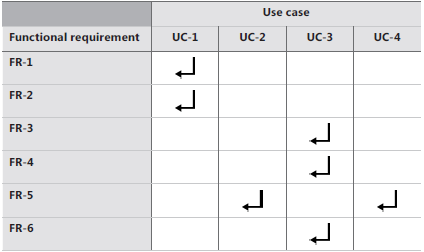 Use case
Functional requirement UC-1 UC-2 UC-3 UC-4
FR-1
FR-2
FR-3
FR-4
FR-5
FR-6